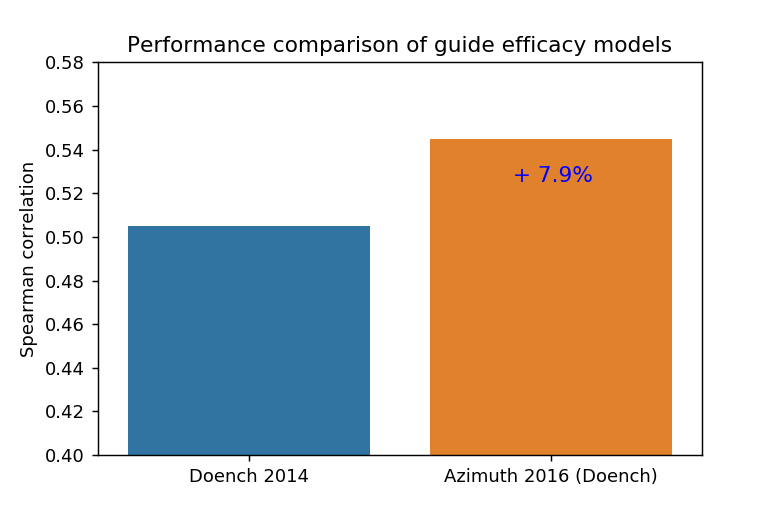 Performance comparison of guide efficacy models
Spearman correlation
0.58
0.56
0.54
0.52
0.50
0.48
0.46
0.44
0.42
0.40
+ 7.9%
Doench 2014
Azimuth 2016 (Doench)